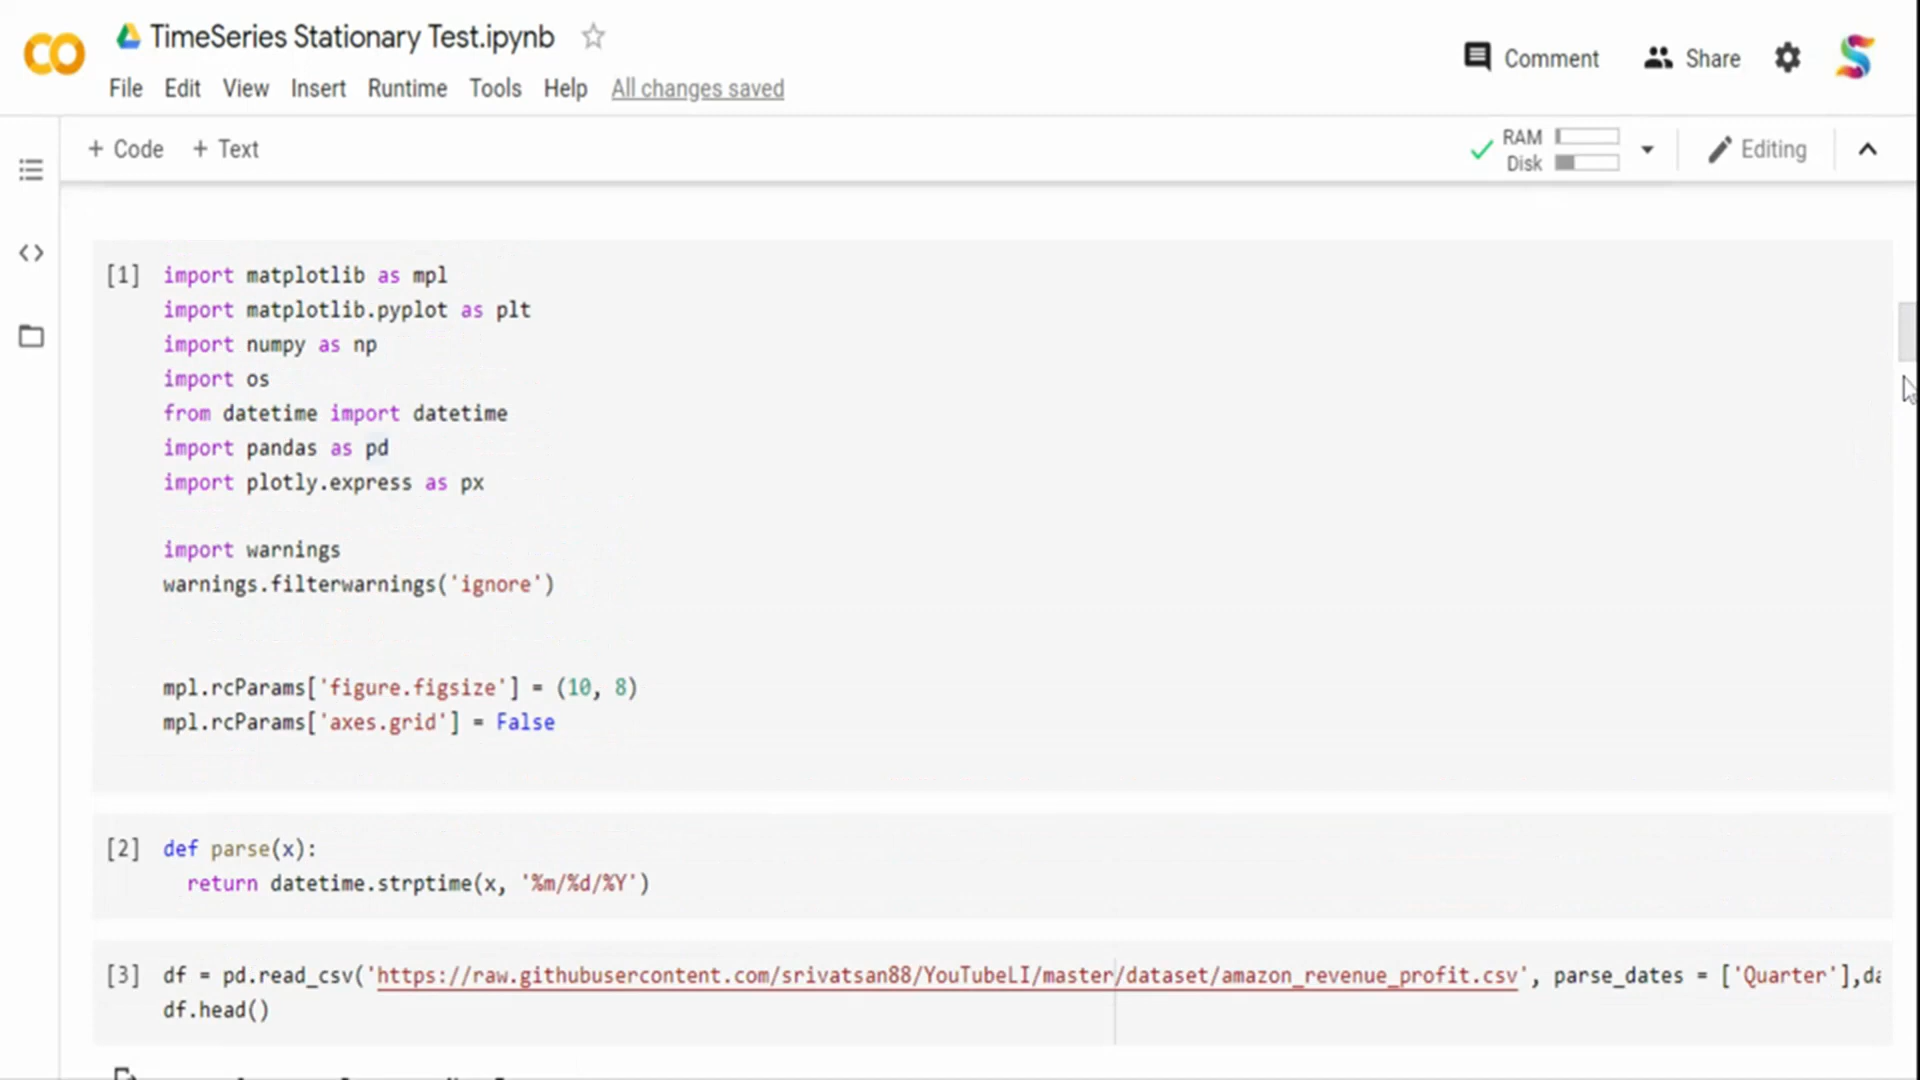 TimeSeries Stationary Test.ipynb
Comment
Share
File Edit View Insert Runtime Tools Help All changes saved
+ Code + Text
RAM
Disk
Editing
[1] import matplotlib as mpl
import matplotlib.pyplot as plt
import numpy as np
import os
from datetime import datetime
import pandas as pd
import plotly.express as px
import warnings
warnings.filterwarnings('ignore')
mpl.rcParams['figure.figsize'] = (10, 8)
mpl.rcParams['axes.grid'] = False
[2] def parse(x):
return datetime.strptime(x, '%m/%d/%Y')
[3] df = pd.read_csv('https://raw.githubusercontent.com/srivatsan88/YouTubeLI/master/dataset/amazon_revenue_profit.csv', parse_dates = ['Quarter'],da
df.head()